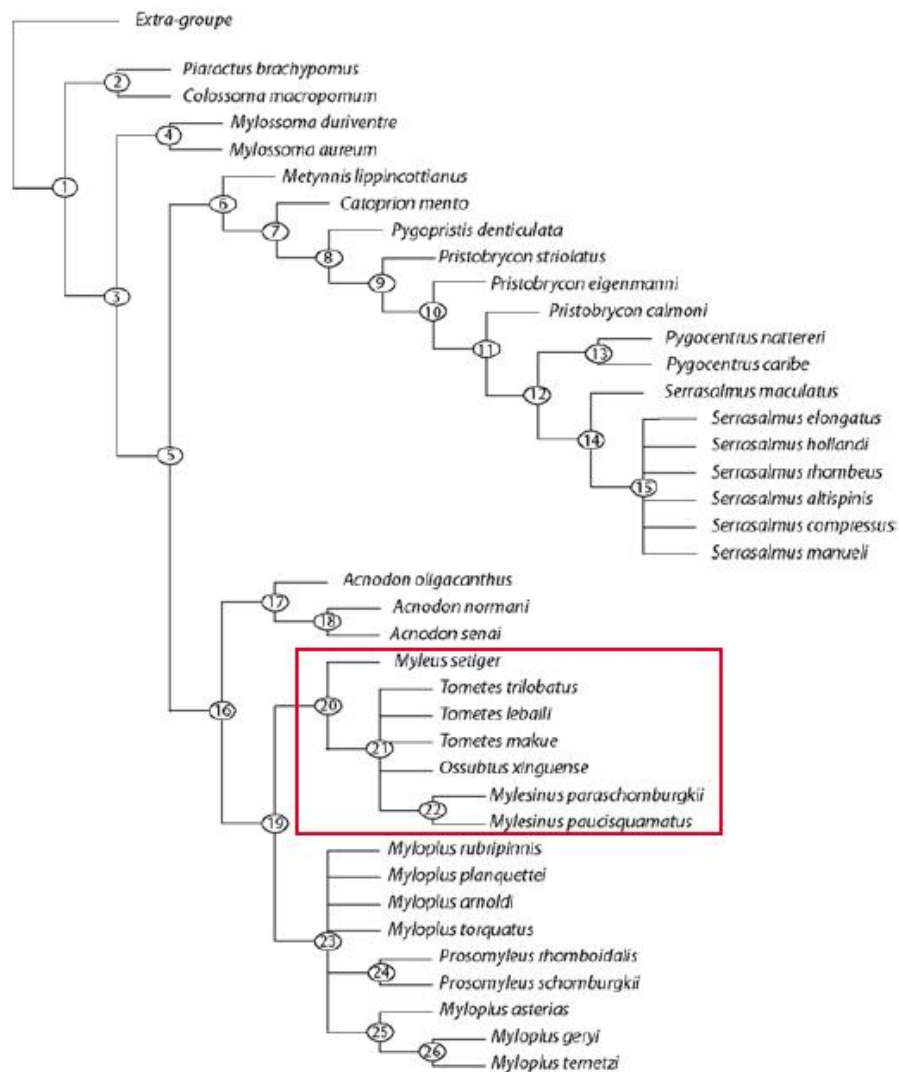 Extra-groupe
Piaractus brachypomus
2
Colossoma macropomum
Mylossoma duriventre
4
Mylossoma aureum
Metynnis lippincottianus
1
6
Catoprion mento
7
Pygopristis denticulata
8
Pristobrycon striolatus
9
Pristobrycon eigenmanni
3
10
Pristobrycon calmoni
11
Pygocentrus nattereri
13
Pygocentrus caribe
12
Serrasalmus maculatus
Serrasalmus elongatus
14
Serrasalmus hollandi
5
Serrasalmus rhombeus
15
Serrasalmus altispinis
Serrasalmus compressus
Serrasalmus manueli
Acnodon oligacanthus
17
Acnodon normani
18
Acnodon senai
Myleus setiger
Tometes trilobatus
20
16
Tometes lebaili
Tometes makue
21
Ossubtus xinguense
Mylesinus paraschomburgkii
22
Mylesinus paucisquamatus
19
Myloplus rubripinnis
Myloplus planquettei
Myloplus arnoldi
Myloplus torquatus
23
Prosomyleus rhomboidalis
24
Prosomyleus schomburgkii
Myloplus asterias
25
Myloplus geryi
26
Myloplus ternetzi